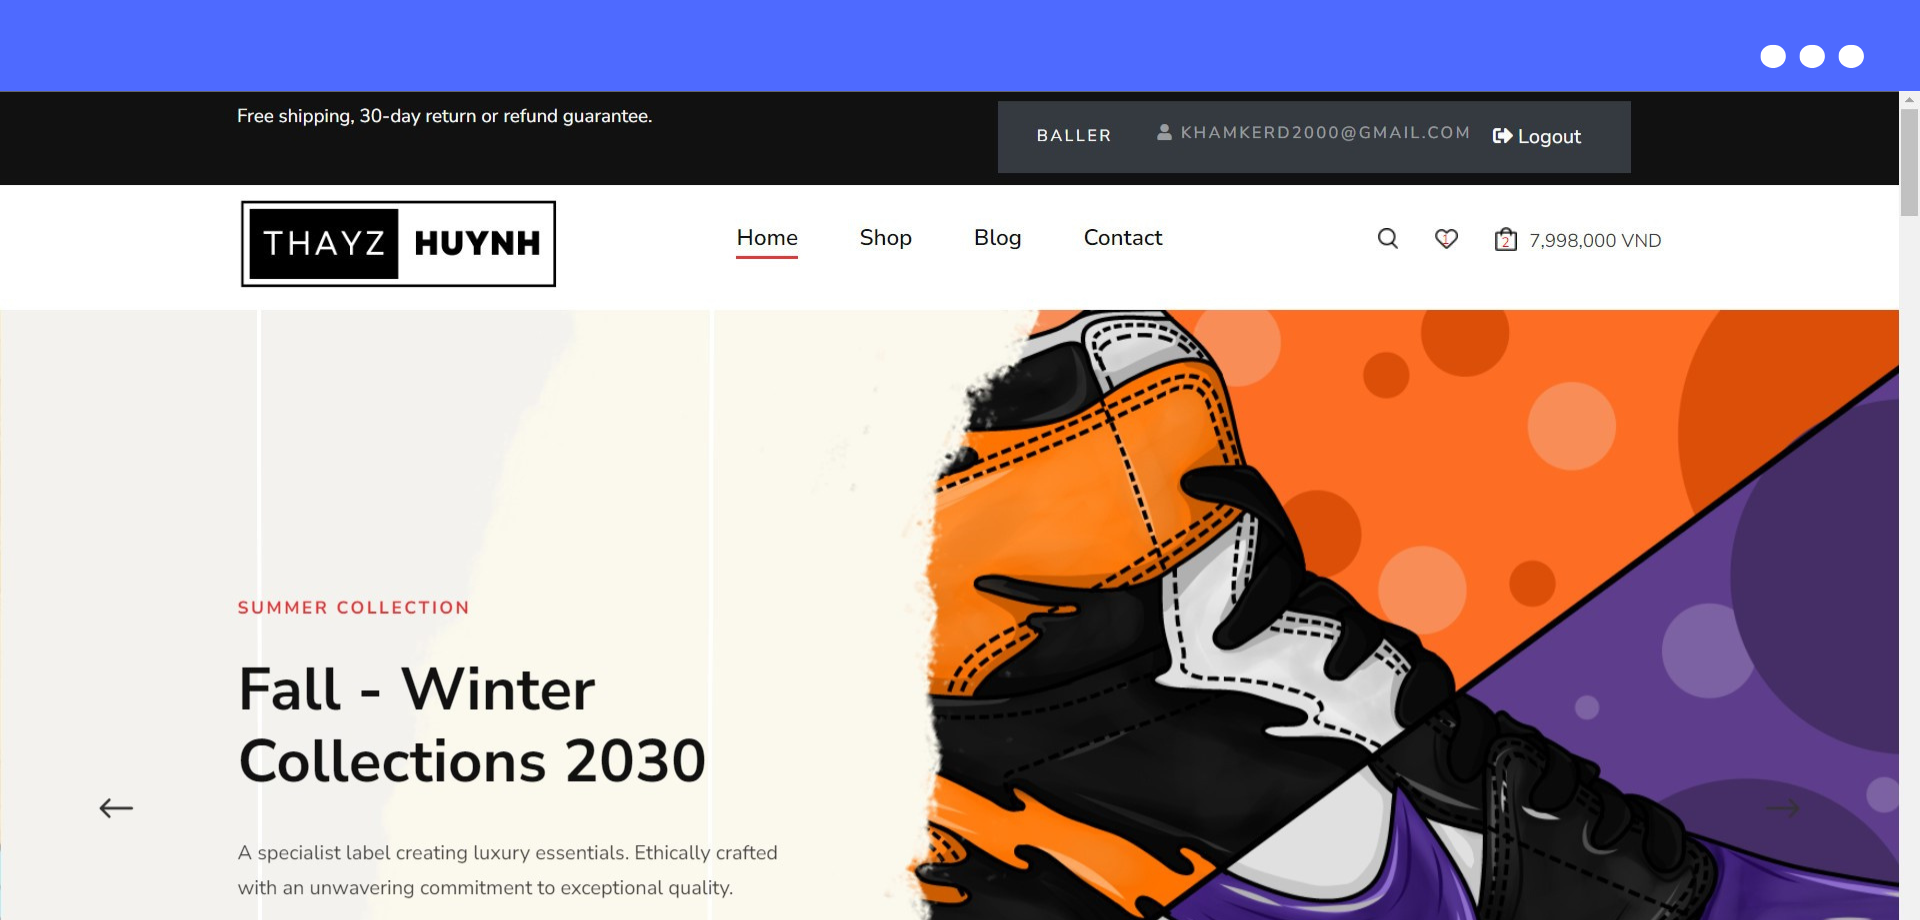 Free shipping, 30-day return or refund guarantee.
BALLER KHAMKERD2000@GMAIL.COM Logout
THAYZ HUYNH
Home Shop Blog Contact
1 2 7,998,000 VND
SUMMER COLLECTION
Fall - Winter
Collections 2030
A specialist label creating luxury essentials. Ethically crafted
with an unwavering commitment to exceptional quality.